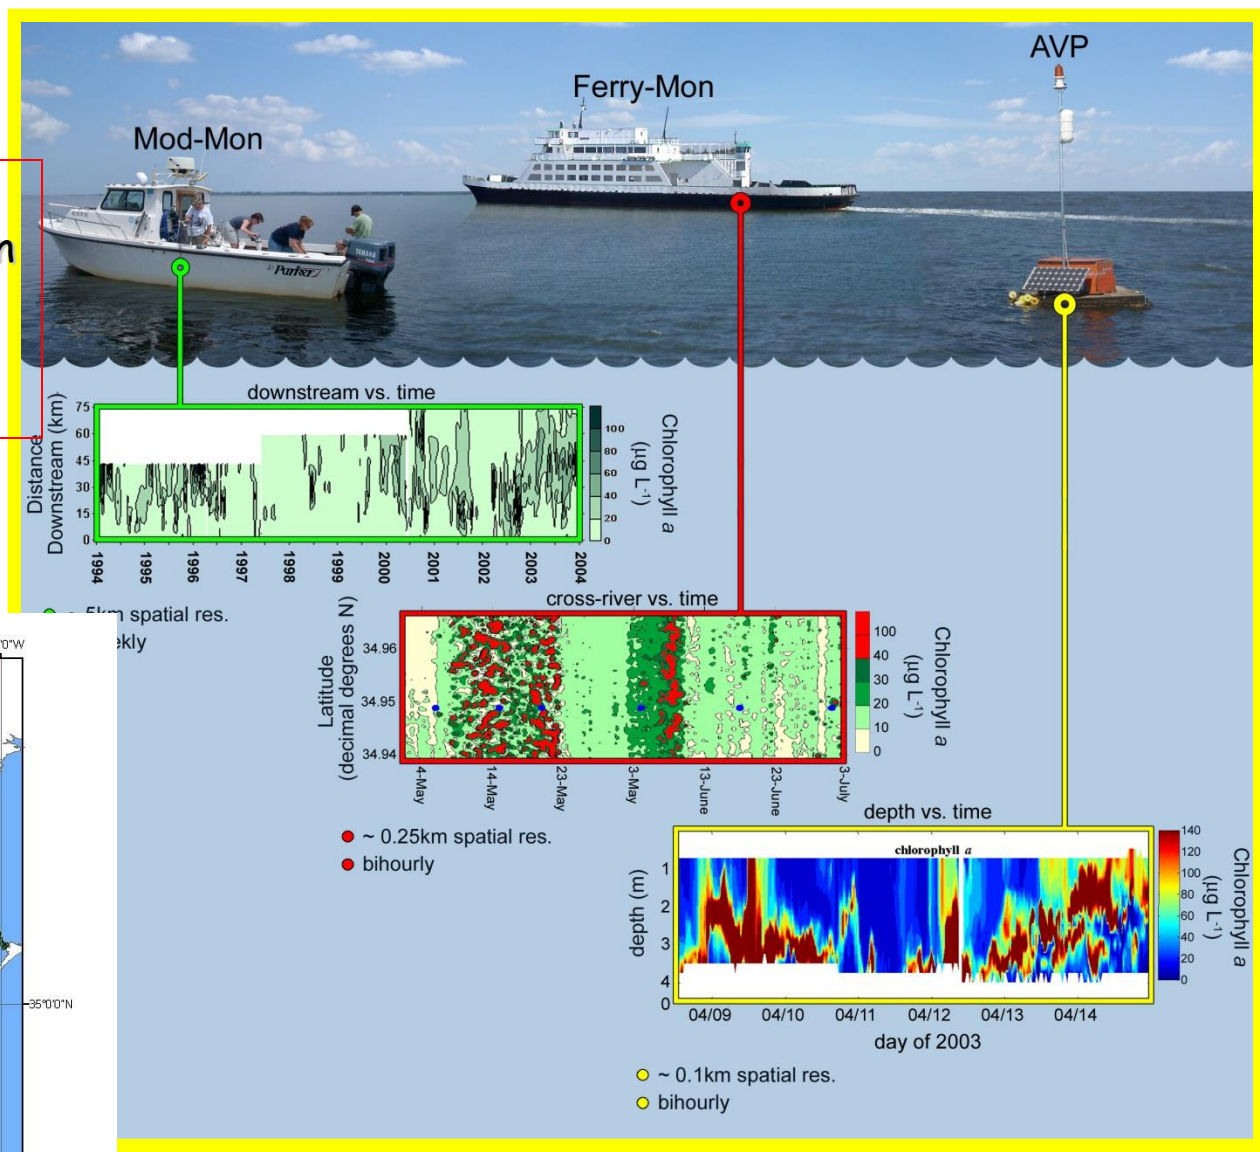 AVP
Ferry-Mon
Mod-Mon
YAMAHA
Parker
downstream vs. time
Distance
Downstream (km)
75
60
45
30
15
0
1994
1995
1996
1997
1998
1999
2000
2001
2002
2003
2004
100
80
60
40
20
0
Chlorophyll a
(µg L-1)
5km spatial res.
ekly
cross-river vs. time
Latitude
(decimal degrees N)
34.96
34.95
34.94
4-May
14-May
23-May
3-May
13-June
23-June
3-July
100
40
30
20
10
0
Chlorophyll a
(µg L-1)
~ 0.25km spatial res.
bihourly
depth vs. time
chlorophyll a
depth (m)
1
2
3
4
0
04/09
04/10
04/11
04/12
04/13
04/14
day of 2003
140
120
100
80
60
40
20
0
Chlorophyll a
(µg L-1)
~ 0.1km spatial res.
bihourly
0"W
35°0'0"N